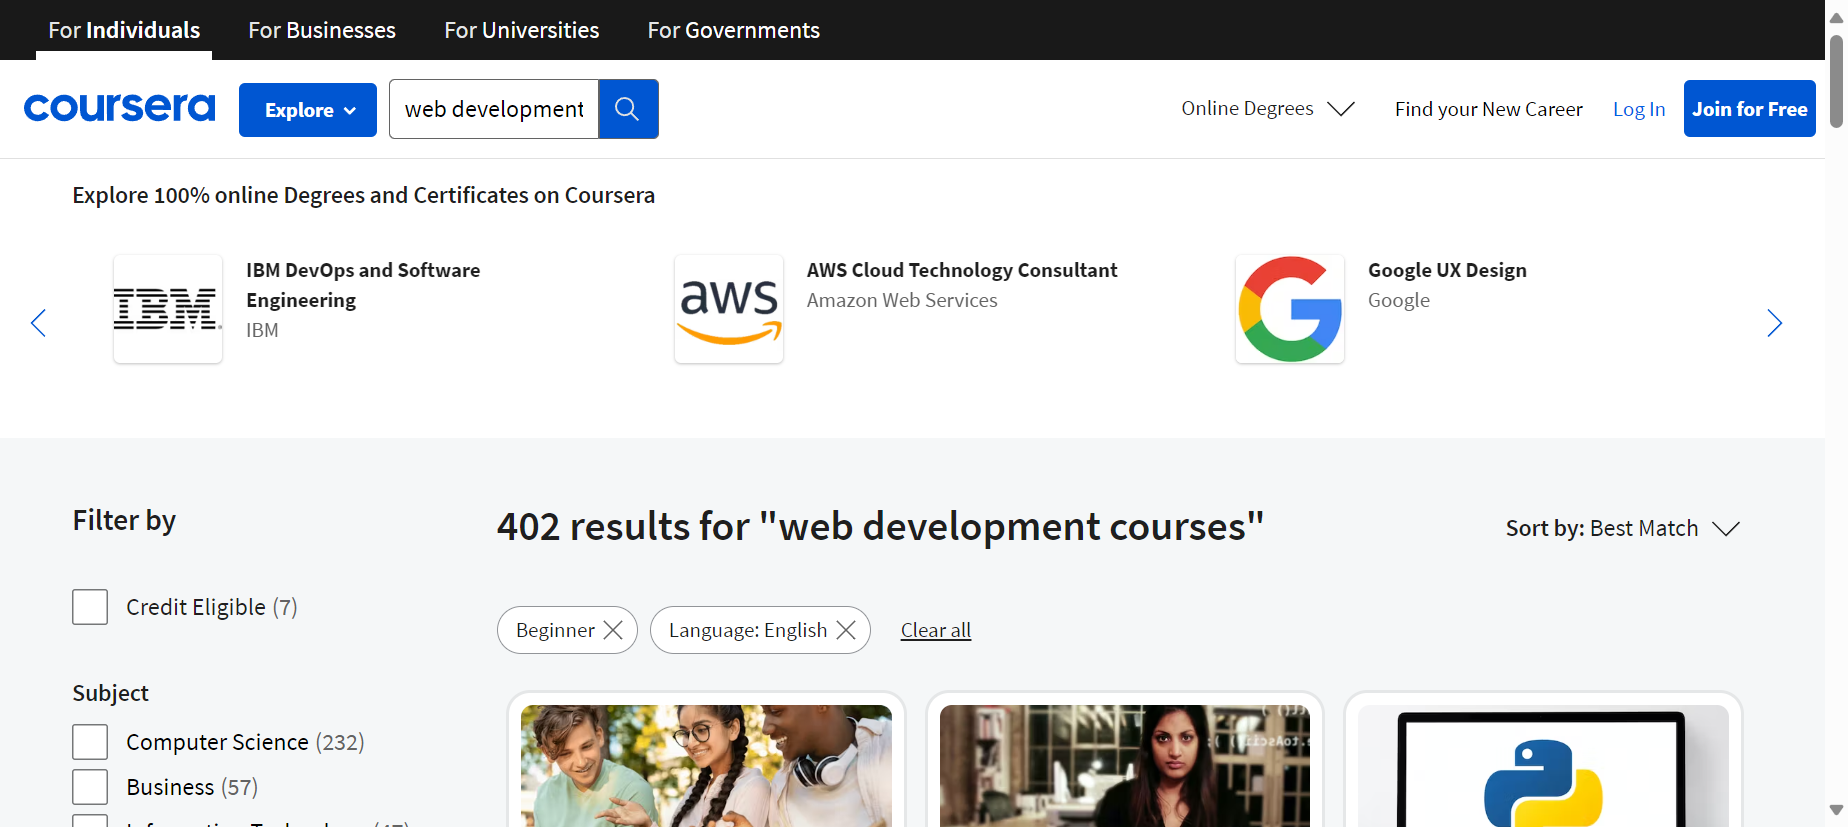 For Individuals
For Businesses
For Universities
For Governments
coursera
Explore
web development
Online Degrees
Find your New Career
Log In
Join for Free
Explore 100% online Degrees and Certificates on Coursera
IBM
IBM DevOps and Software
Engineering
IBM
aws
AWS Cloud Technology Consultant
Amazon Web Services
G
Google UX Design
Google
Filter by
402 results for "web development courses"
Sort by: Best Match
Credit Eligible (7)
Beginner
Language: English
Clear all
Subject
Computer Science (232)
Business (57)